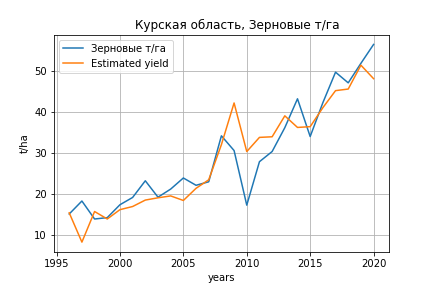 Курская область, Зерновые т/га
Зерновые т/га
Estimated yield
t/ha
50
40
30
20
10
1995 2000 2005 2010 2015 2020
years